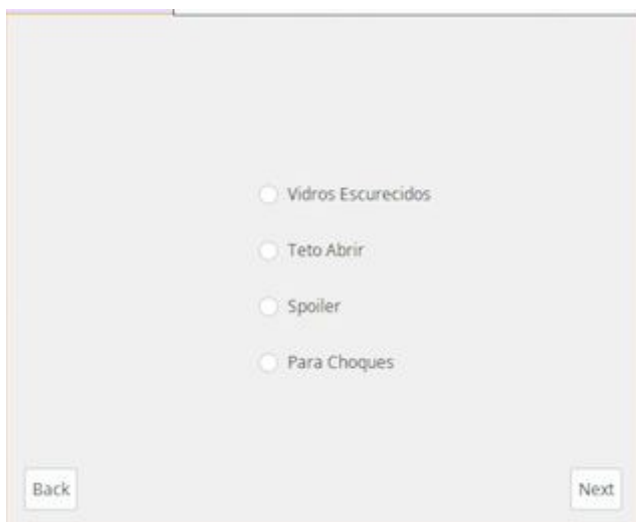 Vidros Escurecidos
Teto Abrir
Spoiler
Para Choques
Back
Next